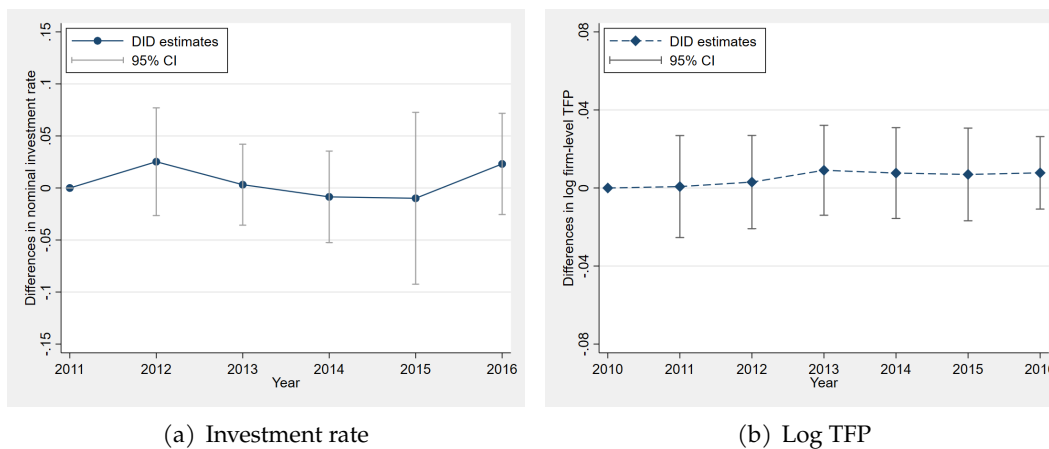 DID estimates
95% CI
Differences in nominal investment rate
.15
.1
.05
0
-.05
-.1
-.15
2011 2012 2013 2014 2015 2016
Year
(a) Investment rate
DID estimates
95% CI
Differences in log firm-level TFP
.08
.04
0
-.04
-.08
2010 2011 2012 2013 2014 2015 201
Year
(b) Log TFP